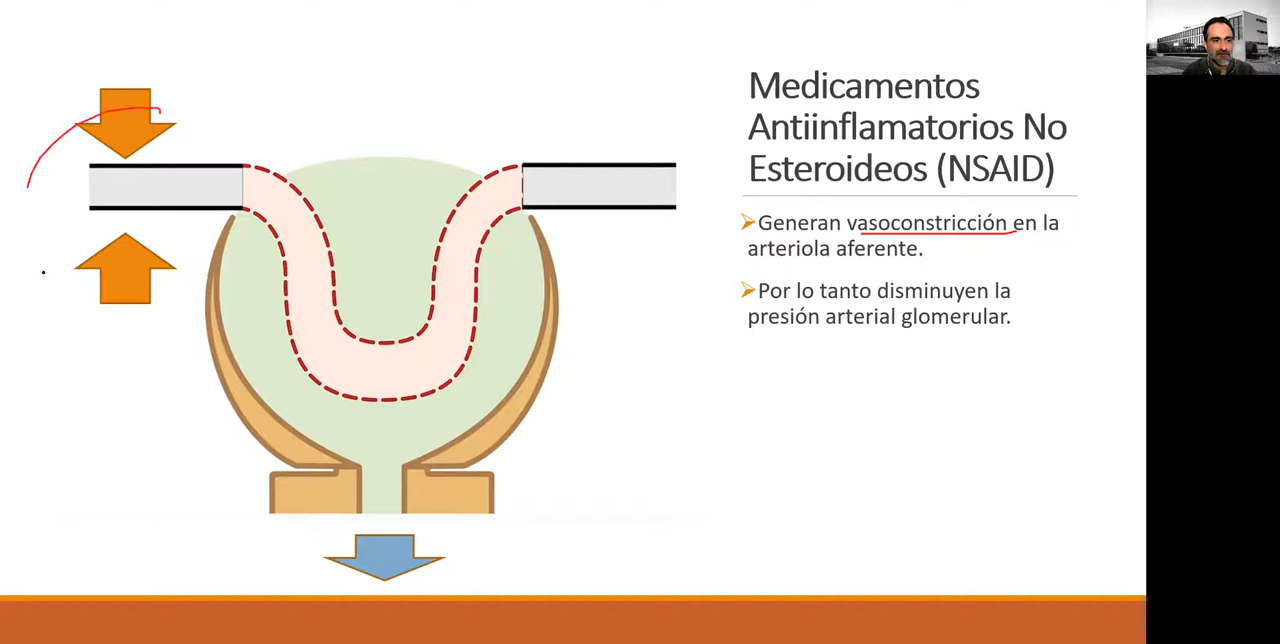 Medicamentos
Antiinflamatorios No
Esteroideos (NSAID)
Generan vasoconstricción en la
arteriola aferente.
Por lo tanto disminuyen la
presión arterial glomerular.